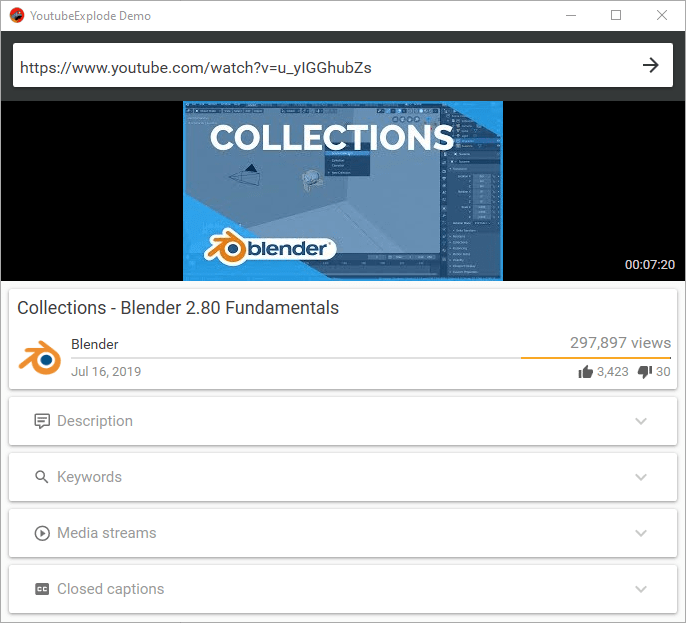 YoutubeExplode Demo
https://www.youtube.com/watch?v=u_yIGGhubZs
COLLECTIONS
blender
00:07:20
Collections - Blender 2.80 Fundamentals
Blender
297,897 views
Jul 16, 2019
3,423
30
Description
Keywords
Media streams
CC
Closed captions